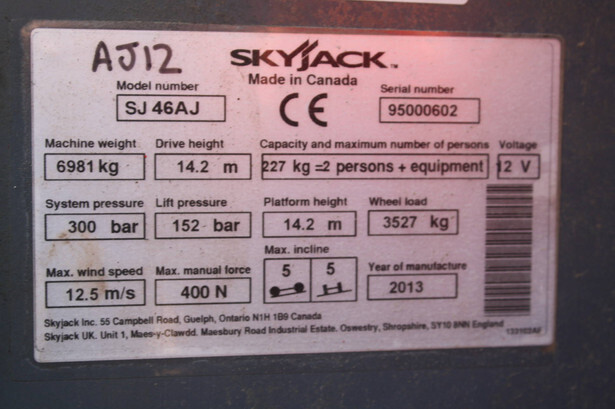 AJ12
SKYJACK™
Made in Canada
Model number
SJ 46AJ
CE
Serial number
95000602
Machine weight
6981 kg
Drive height
14.2 m
Capacity and maximum number of persons
227 kg =2 persons + equipment
Voltage
12 V
System pressure
300 bar
Lift pressure
152 bar
Platform height
14.2 m
Wheel load
3527 kg
Max. wind speed
12.5 m/s
Max. manual force
400 N
Max. incline
5 5
Year of manufacture
2013
Skyjack Inc. 55 Campbell Road, Guelph, Ontario N1H 1B9 Canada
Skyjack UK. Unit 1, Maes-y-Clawdd. Maesbury Road Industrial Estate. Oswestry, Shropshire, SY10 8NN England